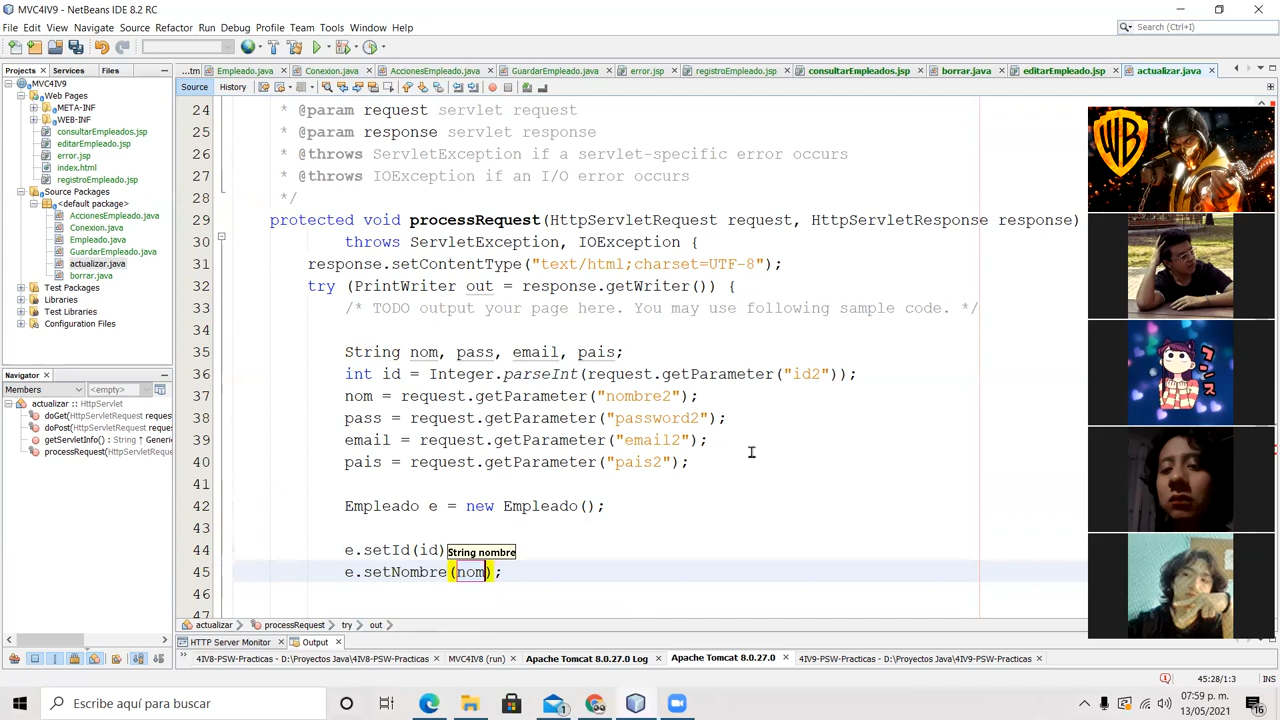 MVC4IV9 - NetBeans IDE 8.2 RC
File Edit View Navigate Source Refactor Run Debug Profile Team Tools Window Help
Search (Ctrl+I)
Projects Services Files
...tm Empleado.java Conexion.java AccionesEmpleado.java GuardarEmpleado.java error.jsp registroEmpleado.jsp consultarEmpleados.jsp borrar.java editarEmpleado.jsp actualizar.java
Source History
MVC4IV9
Web Pages
META-INF
WEB-INF
consultarEmpleados.jsp
editarEmpleado.jsp
error.jsp
index.html
registroEmpleado.jsp
Source Packages
<default package>
AccionesEmpleado.java
Conexion.java
Empleado.java
GuardarEmpleado.java
actualizar.java
borrar.java
Test Packages
Libraries
Test Libraries
Configuration Files
Navigator
Members <empty>
actualizar :: HttpServlet
doGet(HttpServletRequest reques
doPost(HttpServletRequest reque
getServletInfo() : String ↑ Generi
processRequest(HttpServletReque
24 * @param request servlet request
25 * @param response servlet response
26 * @throws ServletException if a servlet-specific error occurs
27 * @throws IOException if an I/O error occurs
28 */
29 protected void processRequest(HttpServletRequest request, HttpServletResponse response)
30 throws ServletException, IOException {
31 response.setContentType("text/html;charset=UTF-8");
32 try (PrintWriter out = response.getWriter()) {
33 /* TODO output your page here. You may use following sample code. */
34
35 String nom, pass, email, pais;
36 int id = Integer.parseInt(request.getParameter("id2"));
37 nom = request.getParameter("nombre2");
38 pass = request.getParameter("password2");
39 email = request.getParameter("email2");
40 pais = request.getParameter("pais2");
41
42 Empleado e = new Empleado();
43
44 e.setId(id)
String nombre
45 e.setNombre(nom);
46
47
WB
actualizar processRequest try out
HTTP Server Monitor Output
4IV8-PSW-Practicas - D:\Proyectos Java\4IV8-PSW-Practicas MVC4IV8 (run) Apache Tomcat 8.0.27.0 Log Apache Tomcat 8.0.27.0 4IV9-PSW-Practicas - D:\Proyectos Java\4IV9-PSW-Practicas
45:28/1:3 INS
Escribe aquí para buscar
07:59 p. m.
13/05/2021
16